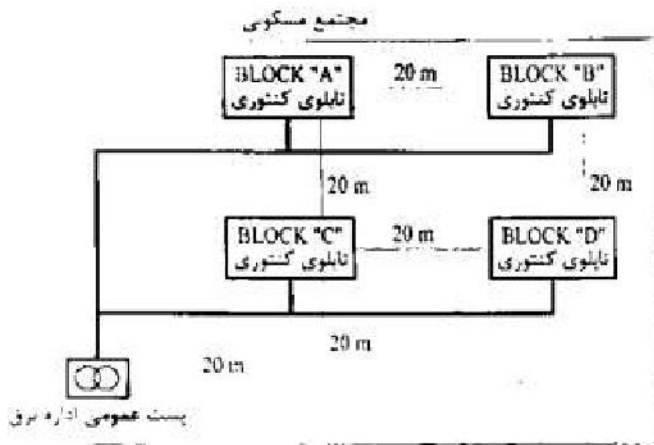 مجتمع مسکونی
BLOCK "A"
تابلوی کنتوری
20 m
BLOCK "B"
تابلوی کنتوری
20 m
20 m
BLOCK "C"
تابلوی کنتوری
20 m
BLOCK "D"
تابلوی کنتوری
20 m
20 m
پست عمومی اداره برق